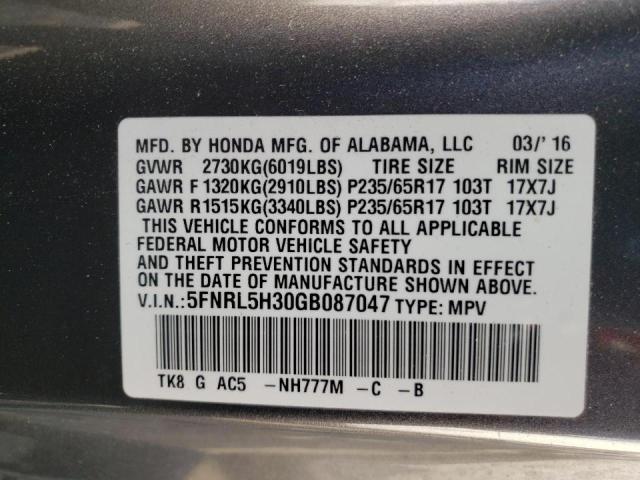 MFD. BY HONDA MFG. OF ALABAMA, LLC 03/' 16
GVWR 2730KG(6019LBS) TIRE SIZE RIM SIZE
GAWR F 1320KG(2910LBS) P235/65R17 103T 17X7J
GAWR R 1515KG(3340LBS) P235/65R17 103T 17X7J
THIS VEHICLE CONFORMS TO ALL APPLICABLE
FEDERAL MOTOR VEHICLE SAFETY
AND THEFT PREVENTION STANDARDS IN EFFECT
ON THE DATE OF MANUFACTURE SHOWN ABOVE.
V.I.N.: 5FNRL5H30GB087047 TYPE: MPV
TK8 G AC5 -NH777M -C -B